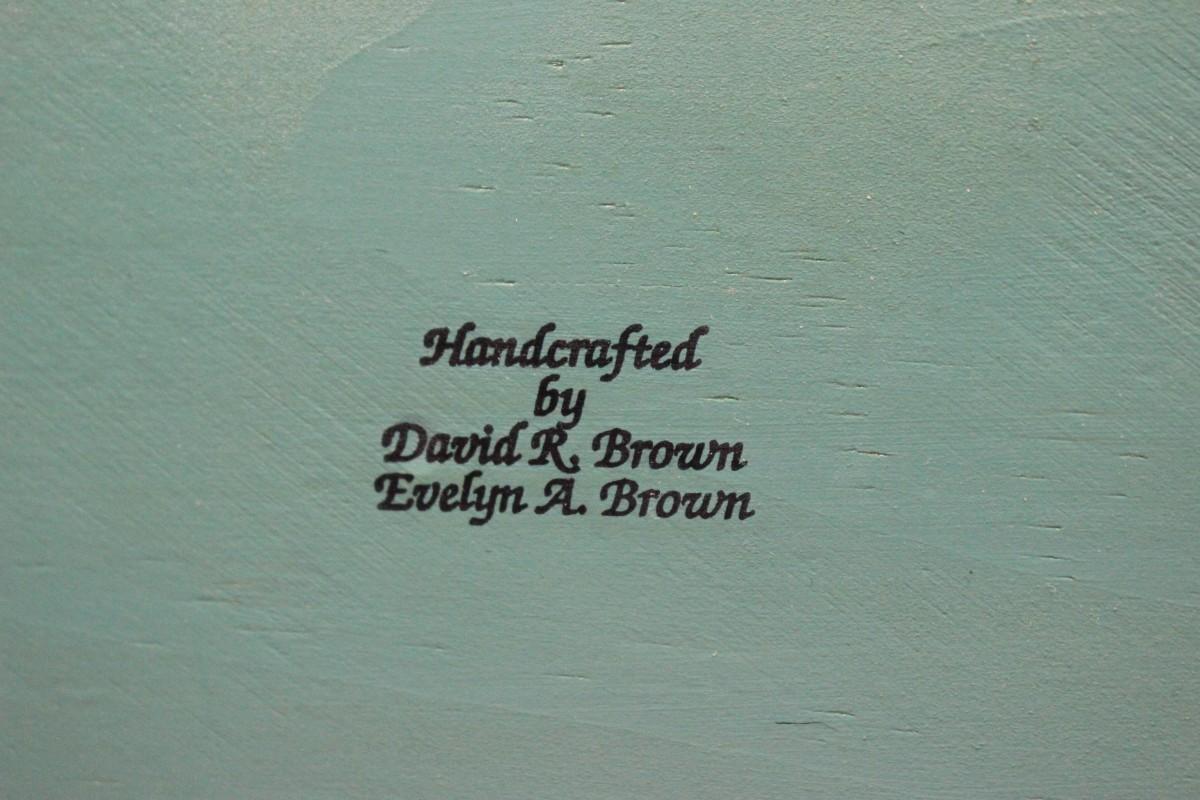 Handcrafted
by
David R. Brown
Evelyn A. Brown